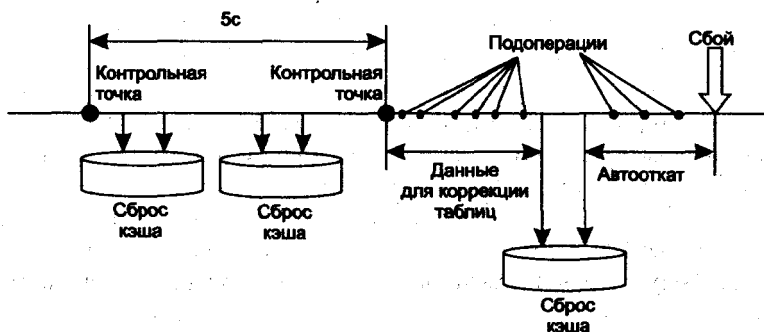 5с
Подоперации
Сбой
Контрольная
точка
Контрольная
точка
Данные
для коррекции
таблиц
Автооткат
Сброс
кэша
Сброс
кэша
Сброс
кэша